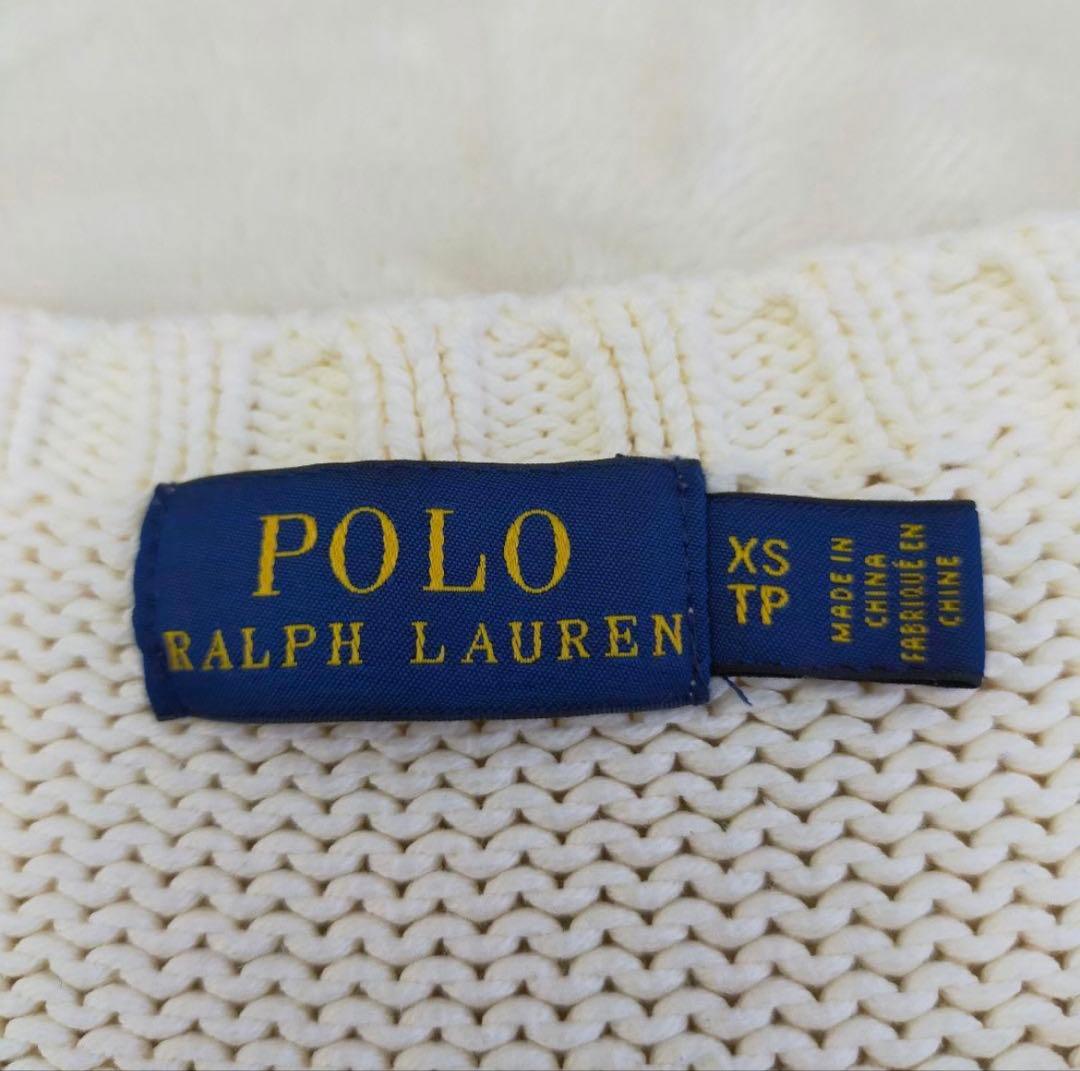 POLO
RALPH LAUREN
XS
TP
MADE IN
CHINA
FABRIQUÉ EN
CHINE